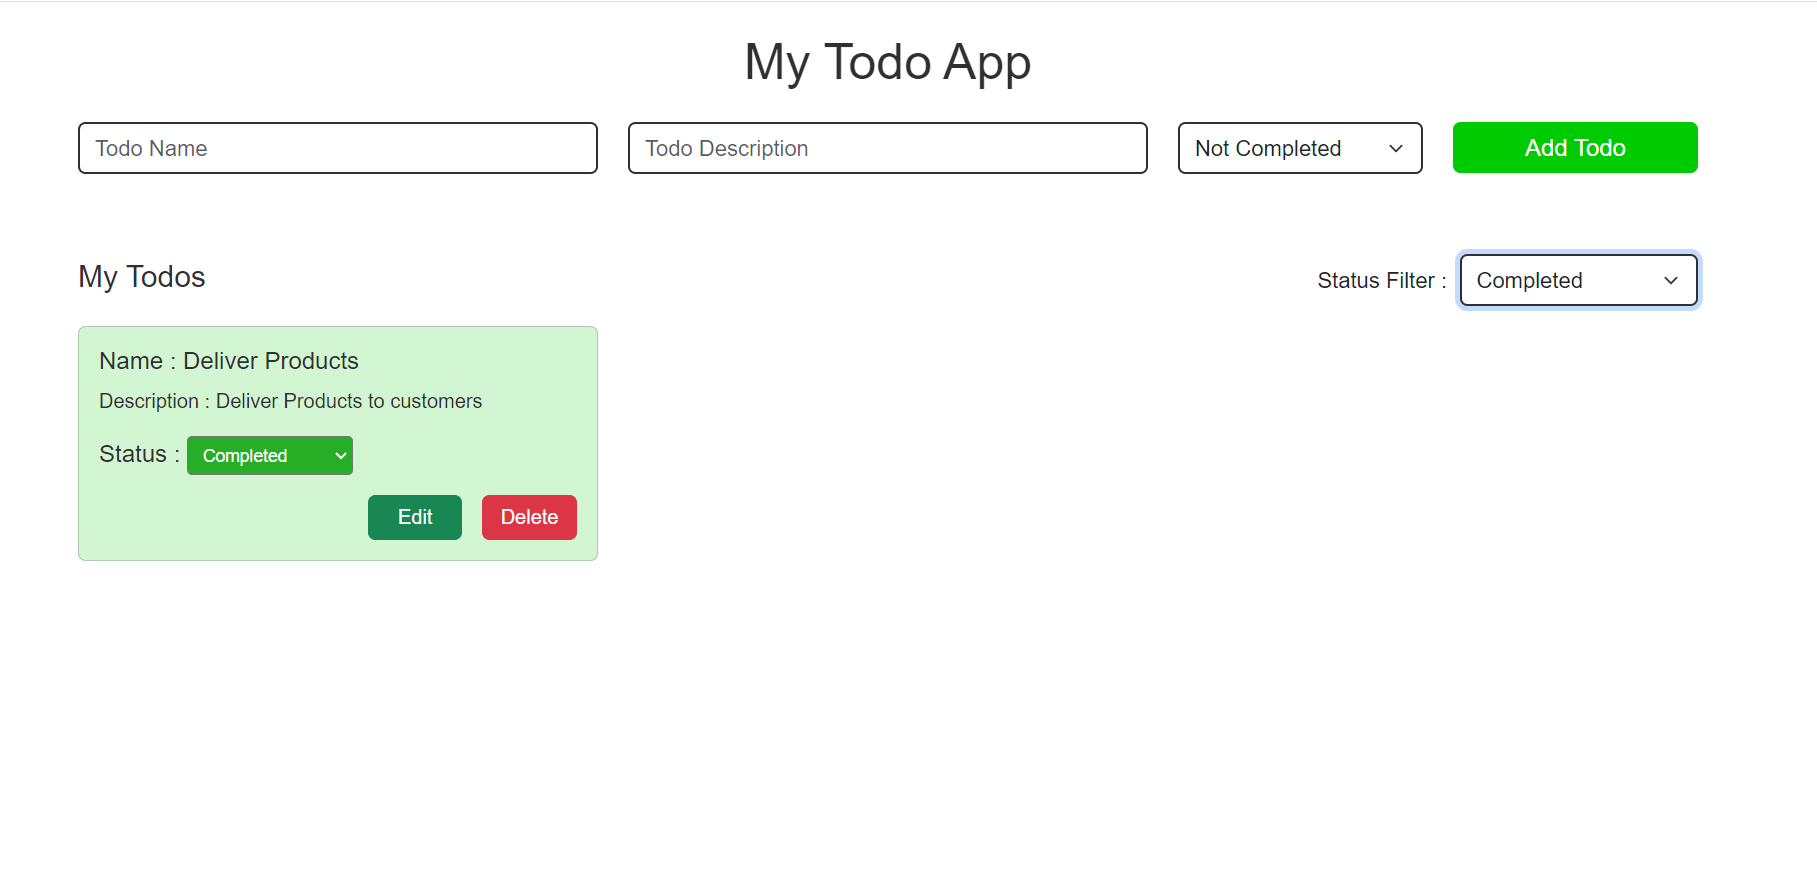 My Todo App
Todo Name
Todo Description
Not Completed
Add Todo
My Todos
Status Filter :
Completed
Name : Deliver Products
Description : Deliver Products to customers
Status : Completed
Edit
Delete